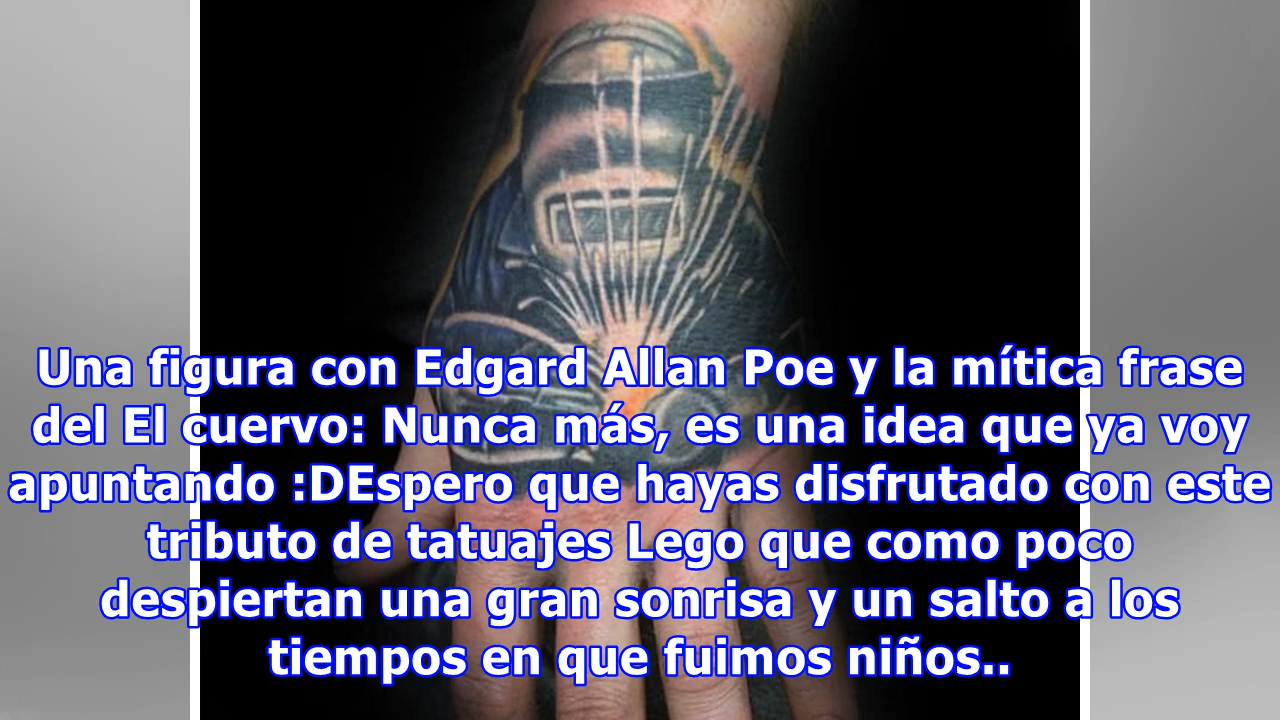 Una figura con Edgard Allan Poe y la mítica frase
del El cuervo: Nunca más, es una idea que ya voy
apuntando :DEspero que hayas disfrutado con este
tributo de tatuajes Lego que como poco
despiertan una gran sonrisa y un salto a los
tiempos en que fuimos niños..